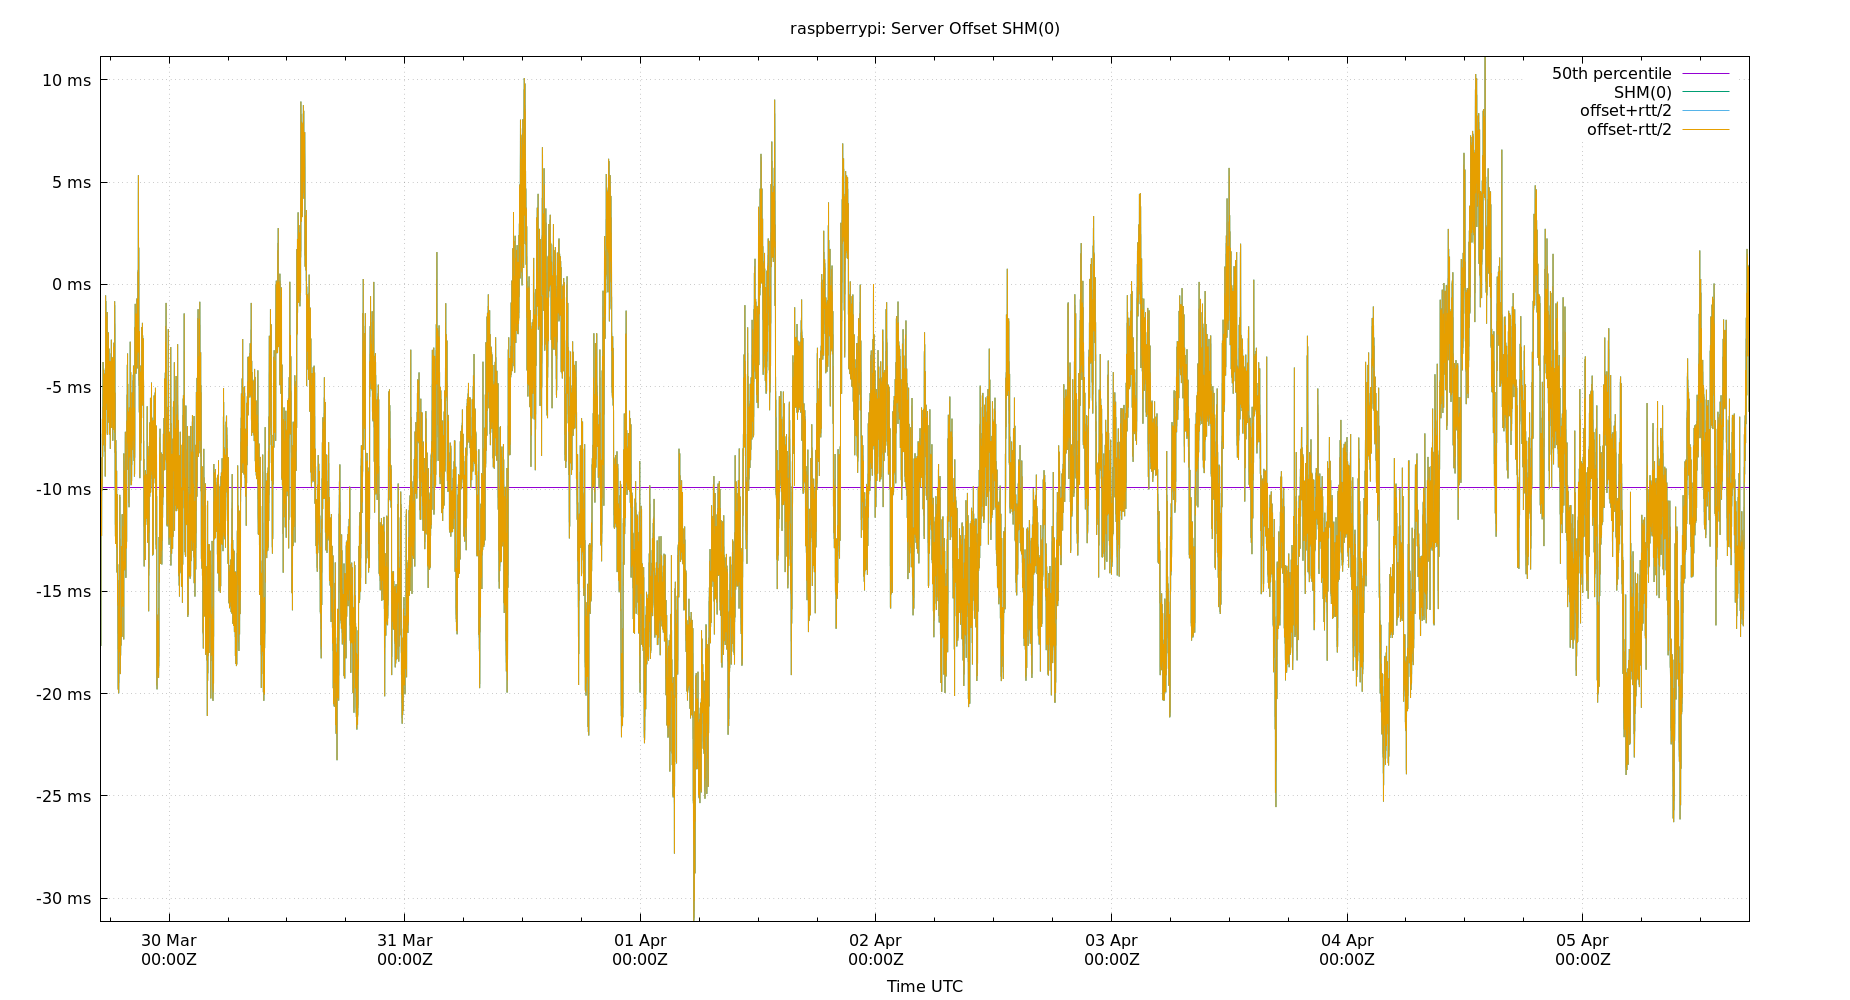 raspberrypi: Server Offset SHM(0)
50th percentile
SHM(0)
offset+rtt/2
offset-rtt/2
10 ms
5 ms
0 ms
-5 ms
-10 ms
-15 ms
-20 ms
-25 ms
-30 ms
30 Mar 31 Mar 01 Apr 02 Apr 03 Apr 04 Apr 05 Apr
00:00Z 00:00Z 00:00Z 00:00Z 00:00Z 00:00Z 00:00Z
Time UTC